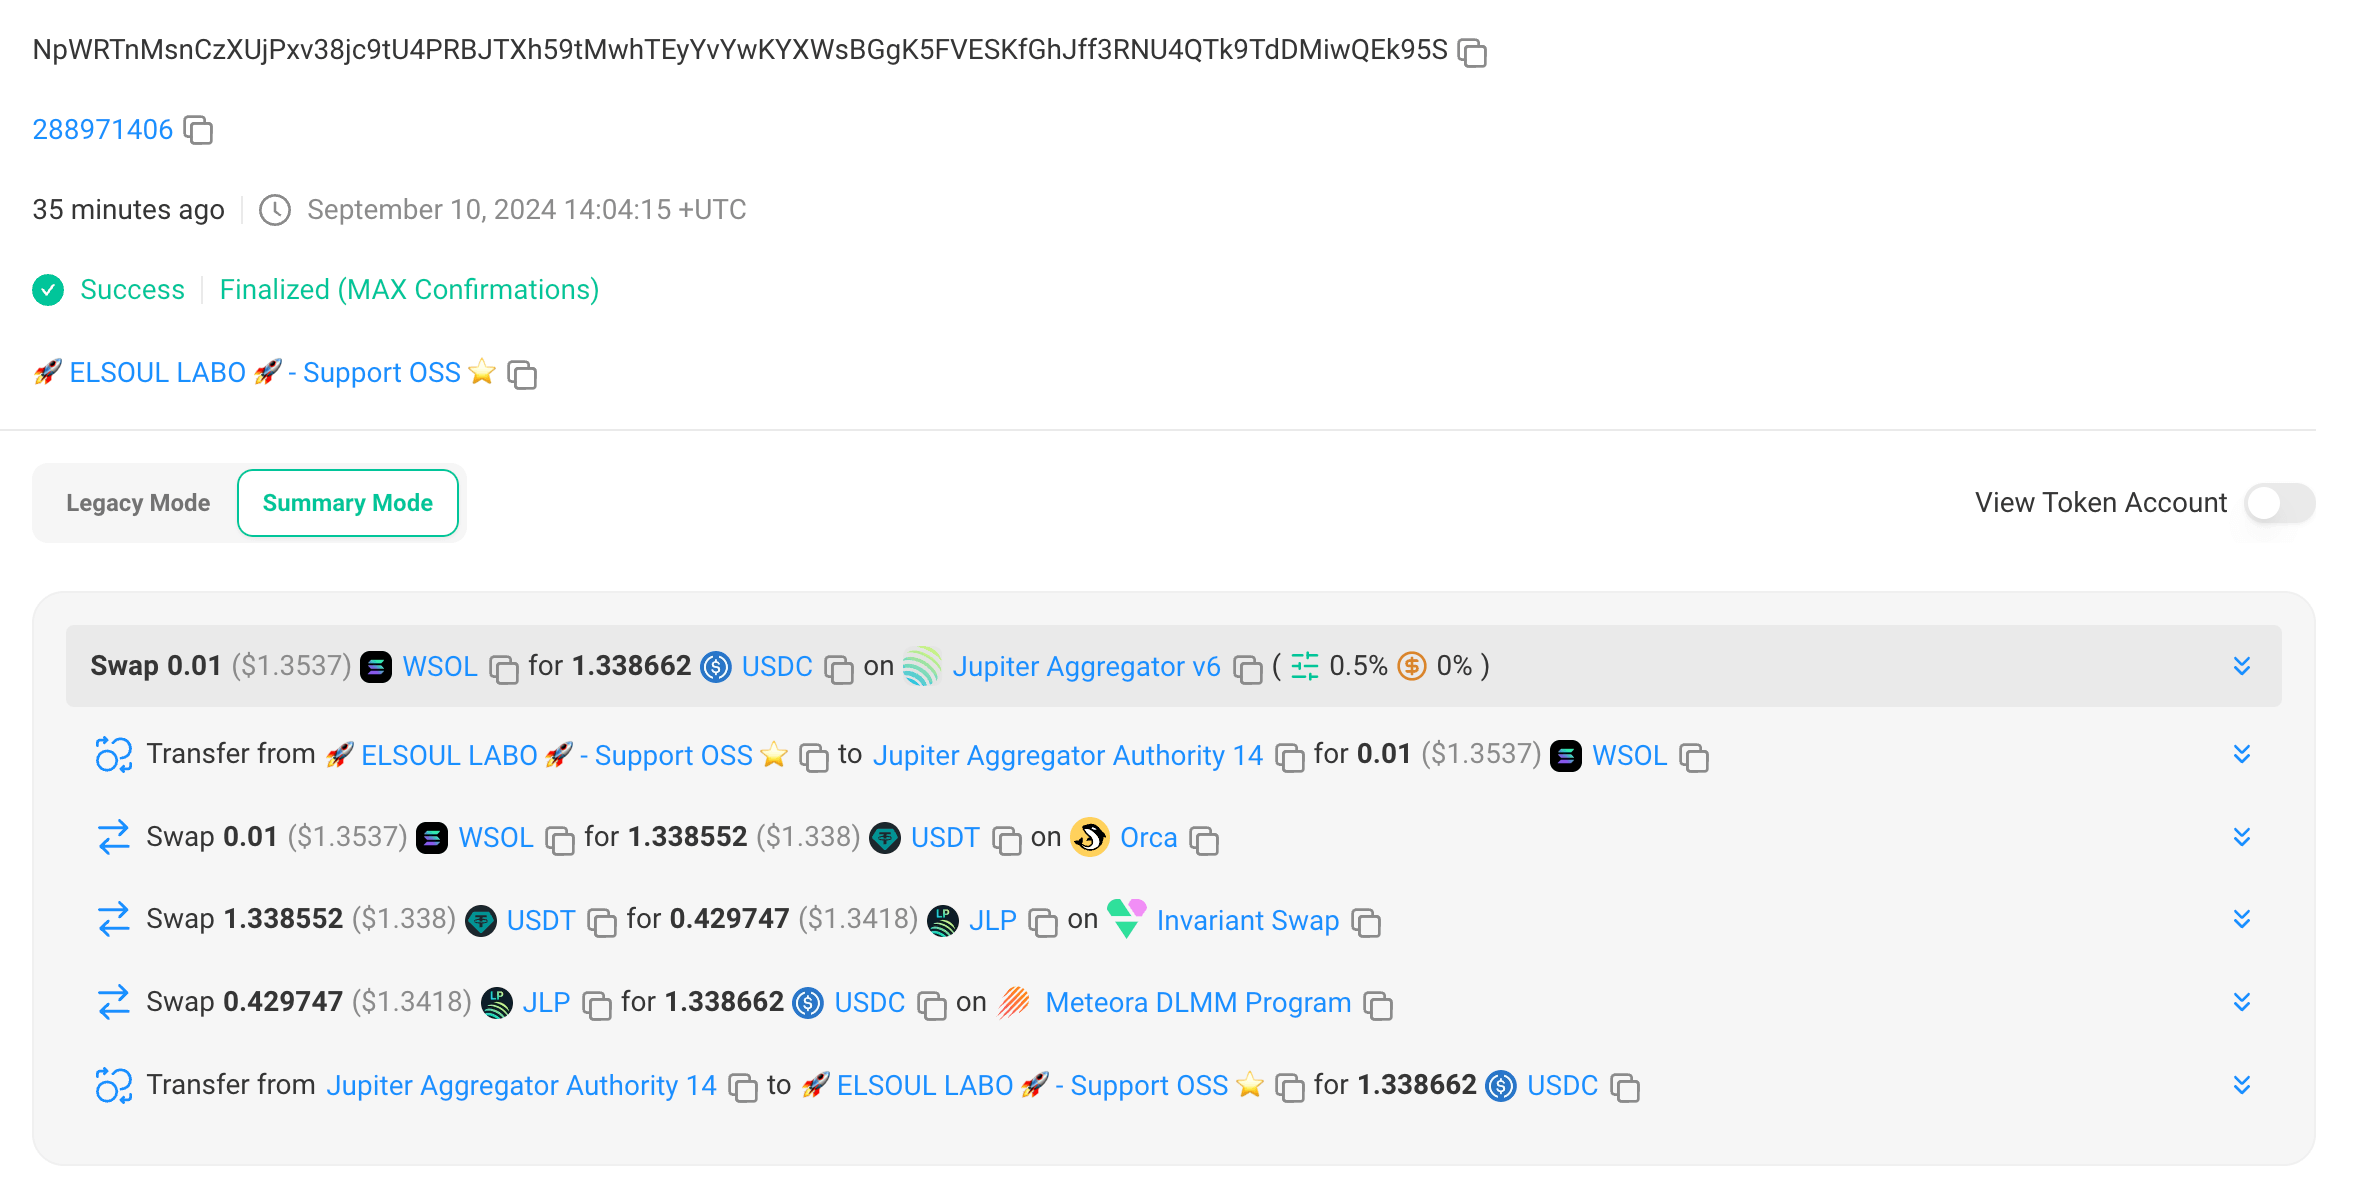 NpWRTnMsnCzXUjPxv38jc9tU4PRBJTXh59tMwhTEyYvYwKYXWsBGgK5FVESKfGhJff3RNU4QTk9TdDMiwQEk95S
288971406
35 minutes ago September 10, 2024 14:04:15 +UTC
Success Finalized (MAX Confirmations)
🚀 ELSOUL LABO 🚀 - Support OSS ⭐
Legacy Mode Summary Mode View Token Account
Swap 0.01 ($1.3537) WSOL for 1.338662 USDC on Jupiter Aggregator v6 ( 0.5% 0% )
Transfer from 🚀 ELSOUL LABO 🚀 - Support OSS ⭐ to Jupiter Aggregator Authority 14 for 0.01 ($1.3537) WSOL
Swap 0.01 ($1.3537) WSOL for 1.338552 ($1.338) USDT on Orca
Swap 1.338552 ($1.338) USDT for 0.429747 ($1.3418) JLP on Invariant Swap
Swap 0.429747 ($1.3418) JLP for 1.338662 USDC on Meteora DLMM Program
Transfer from Jupiter Aggregator Authority 14 to 🚀 ELSOUL LABO 🚀 - Support OSS ⭐ for 1.338662 USDC